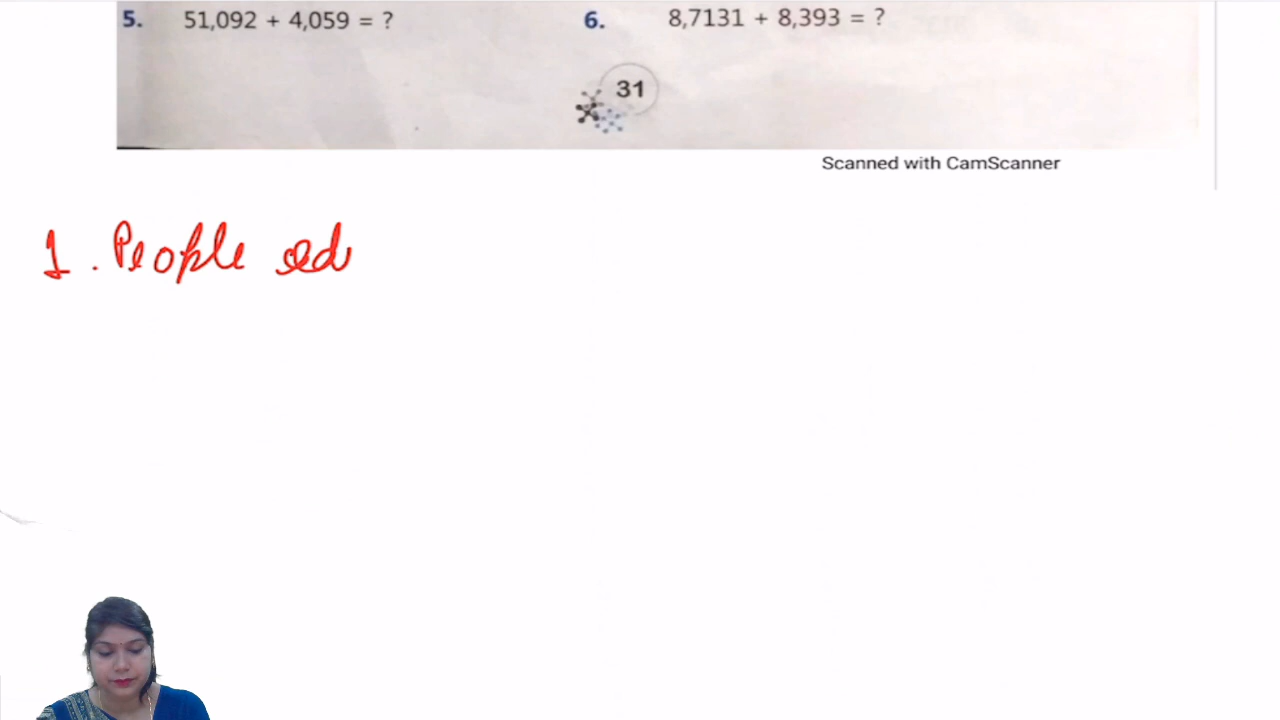 5. 51,092 + 4,059 = ? 6. 8,7131 + 8,393 = ?
31
Scanned with CamScanner
1. People